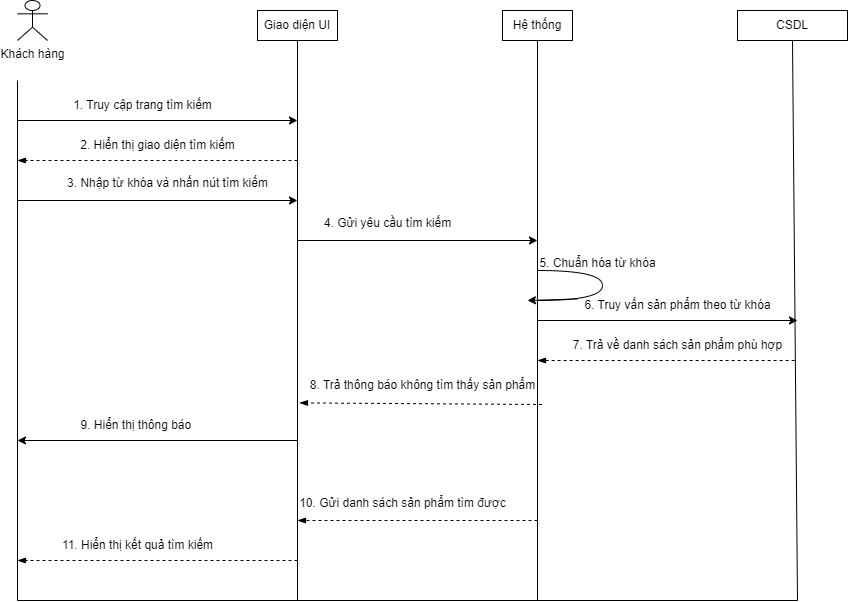 Khách hàng
Giao diện UI
Hệ thống
CSDL
1. Truy cập trang tìm kiếm
2. Hiển thị giao diện tìm kiếm
3. Nhập từ khóa và nhấn nút tìm kiếm
4. Gửi yêu cầu tìm kiếm
5. Chuẩn hóa từ khóa
6. Truy vấn sản phẩm theo từ khóa
7. Trả về danh sách sản phẩm phù hợp
8. Trả thông báo không tìm thấy sản phẩm
9. Hiển thị thông báo
10. Gửi danh sách sản phẩm tìm được
11. Hiển thị kết quả tìm kiếm